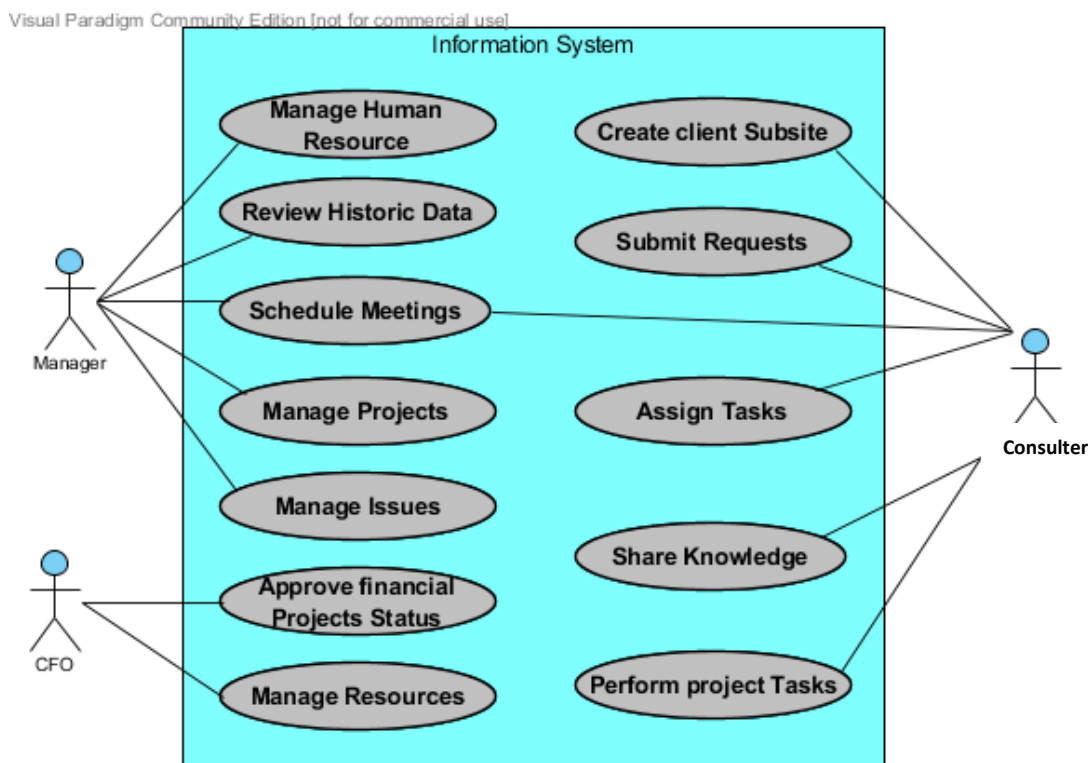 Visual Paradigm Community Edition [not for commercial use]
Information System
Manage Human
Resource
Create client Subsite
Review Historic Data
Submit Requests
Schedule Meetings
Manager
Manage Projects
Assign Tasks
Consulter
Manage Issues
Share Knowledge
Approve financial
Projects Status
CFO
Manage Resources
Perform project Tasks